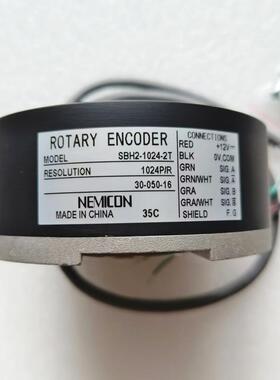 ROTARY ENCODER
MODEL SBH2-1024-2T
RESOLUTION 1024P/R
30-050-16
NEMICON
MADE IN CHINA 35C
CONNECTIONS
RED +12V
BLK 0V,COM
GRN SIG. A
GRN/WHT SIG. A̅
GRA SIG. B
GRA/WHT SIG. B̅
SHIELD F G